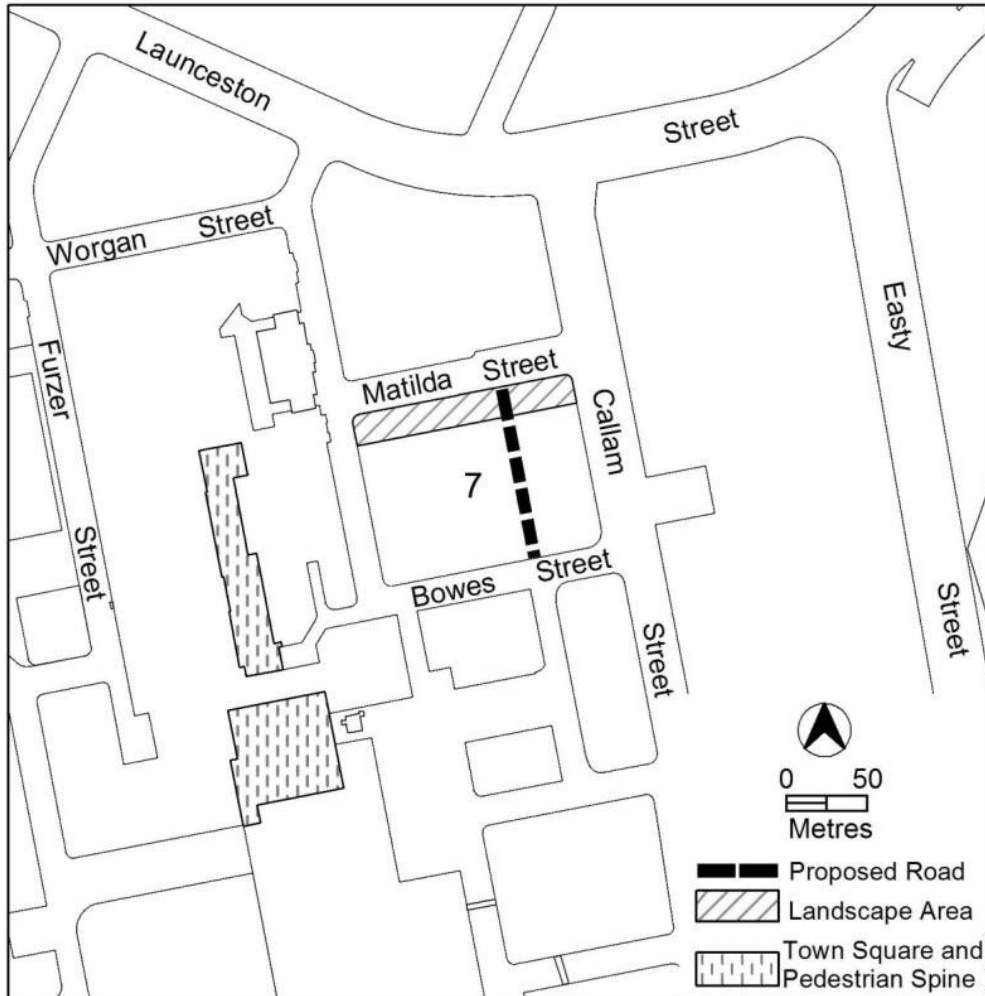 Launceston
Street
Worgan Street
Easty
Furzer
Matilda Street
Callam
7
Street
Bowes Street
Street
Street
0 50
Metres
Proposed Road
Landscape Area
Town Square and
Pedestrian Spine